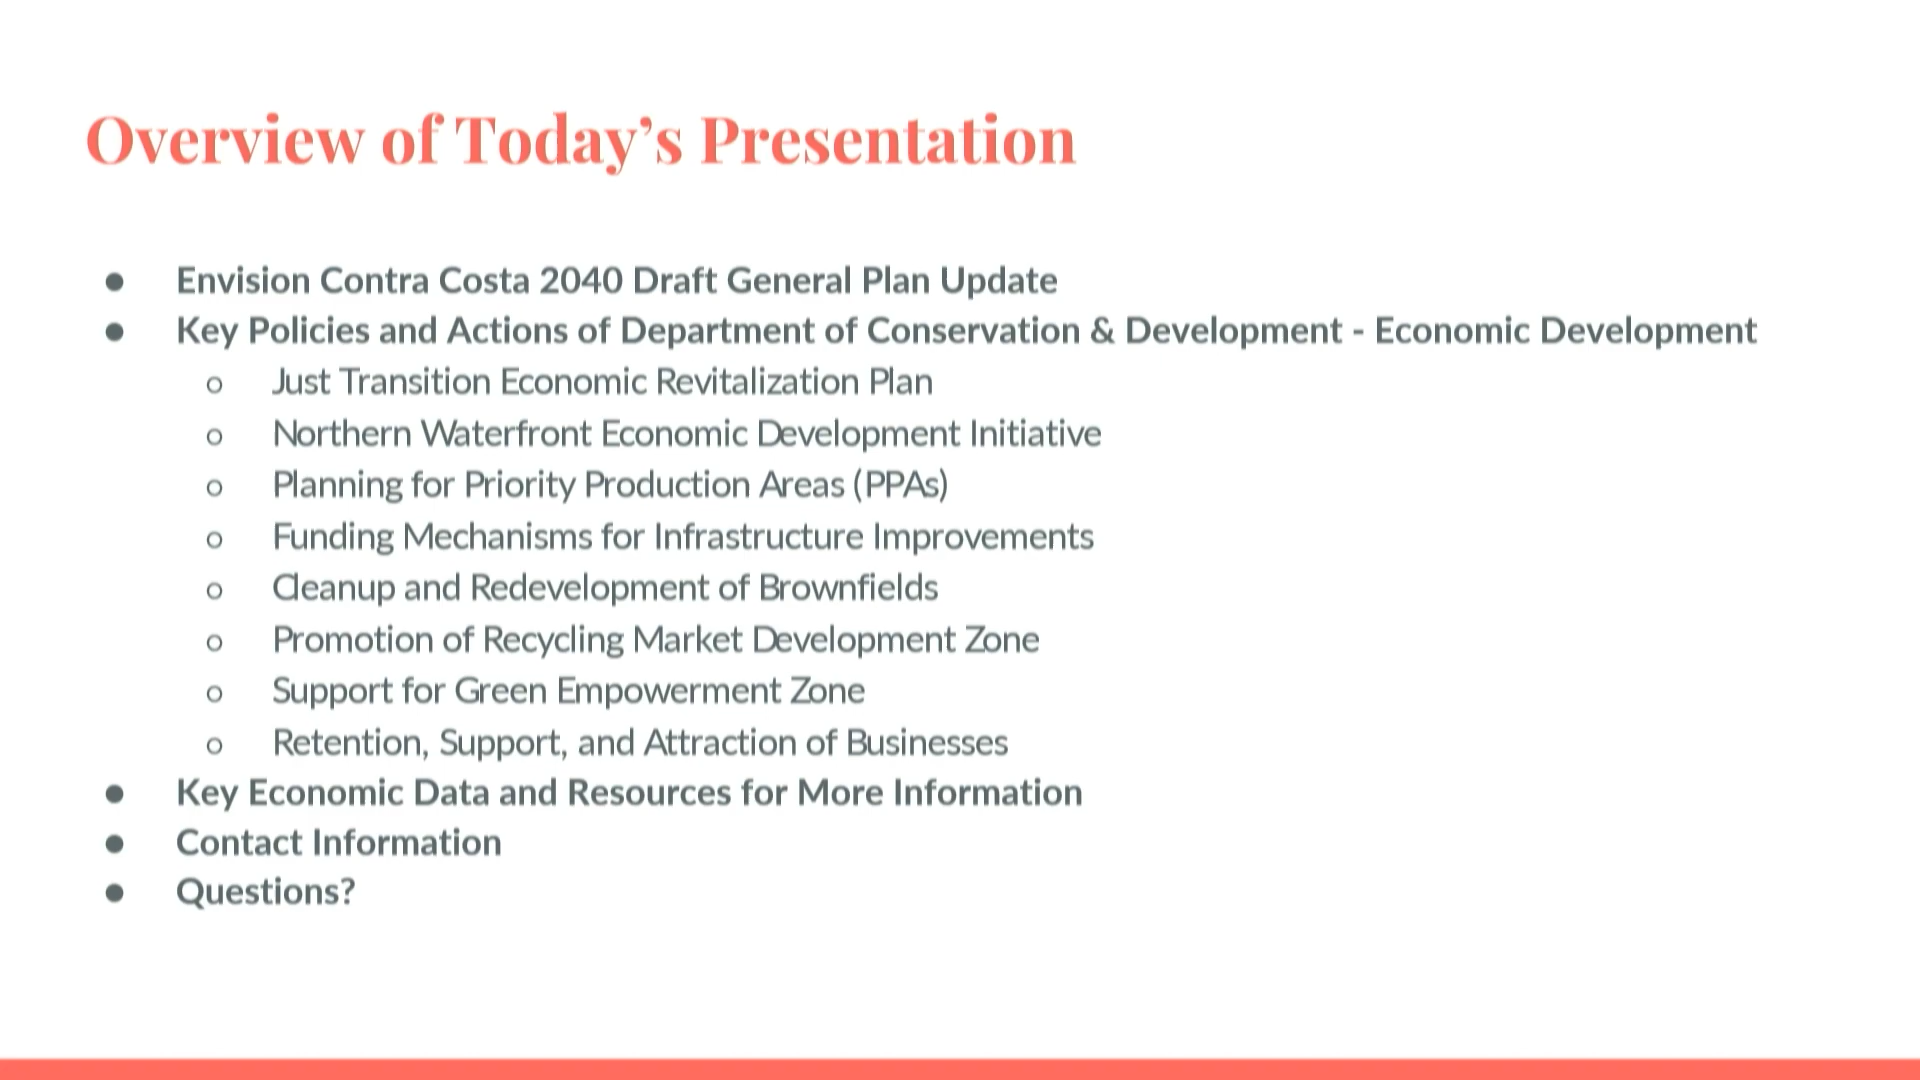 Overview of Today’s Presentation
● Envision Contra Costa 2040 Draft General Plan Update
● Key Policies and Actions of Department of Conservation & Development - Economic Development
○ Just Transition Economic Revitalization Plan
○ Northern Waterfront Economic Development Initiative
○ Planning for Priority Production Areas (PPAs)
○ Funding Mechanisms for Infrastructure Improvements
○ Cleanup and Redevelopment of Brownfields
○ Promotion of Recycling Market Development Zone
○ Support for Green Empowerment Zone
○ Retention, Support, and Attraction of Businesses
● Key Economic Data and Resources for More Information
● Contact Information
● Questions?